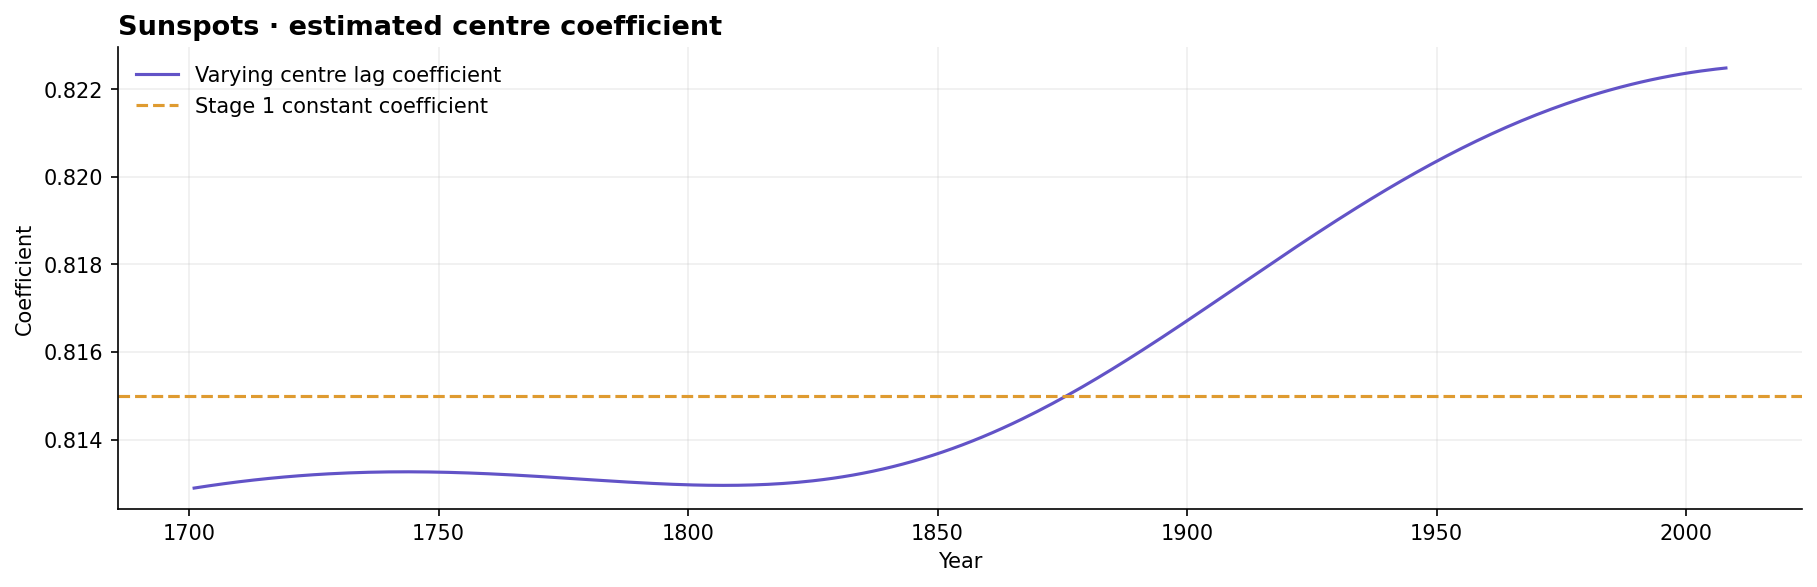 Sunspots · estimated centre coefficient
Varying centre lag coefficient
Stage 1 constant coefficient
0.822
0.820
0.818
0.816
0.814
Coefficient
1700 1750 1800 1850 1900 1950 2000
Year